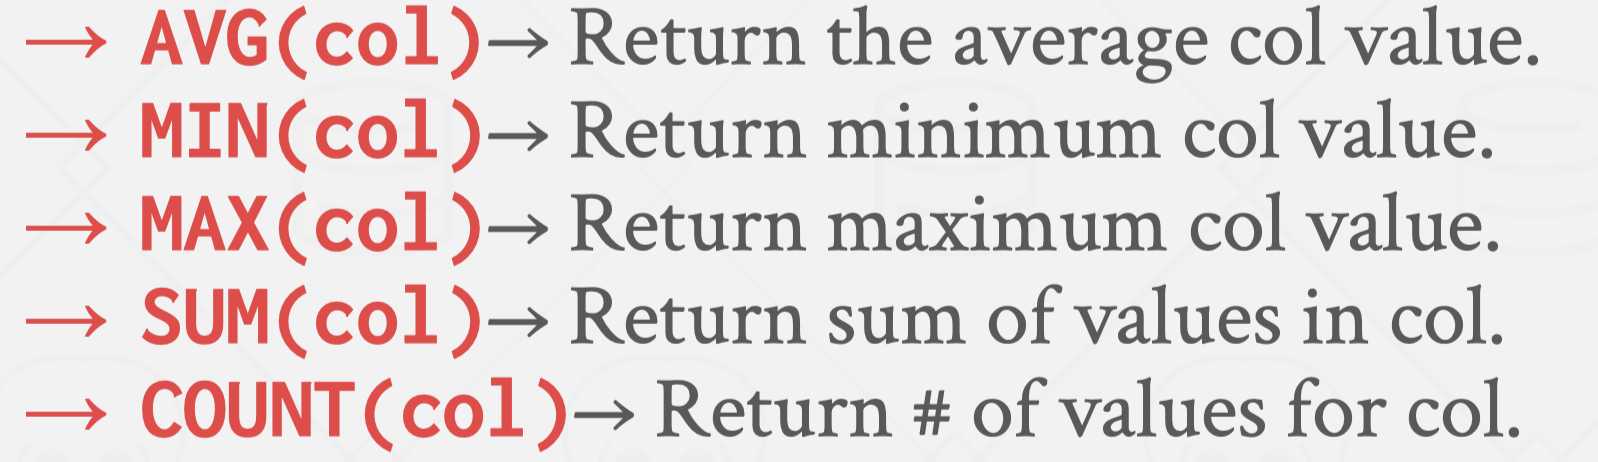 → AVG(col)→ Return the average col value.
→ MIN(col)→ Return minimum col value.
→ MAX(col)→ Return maximum col value.
→ SUM(col)→ Return sum of values in col.
→ COUNT(col)→ Return # of values for col.